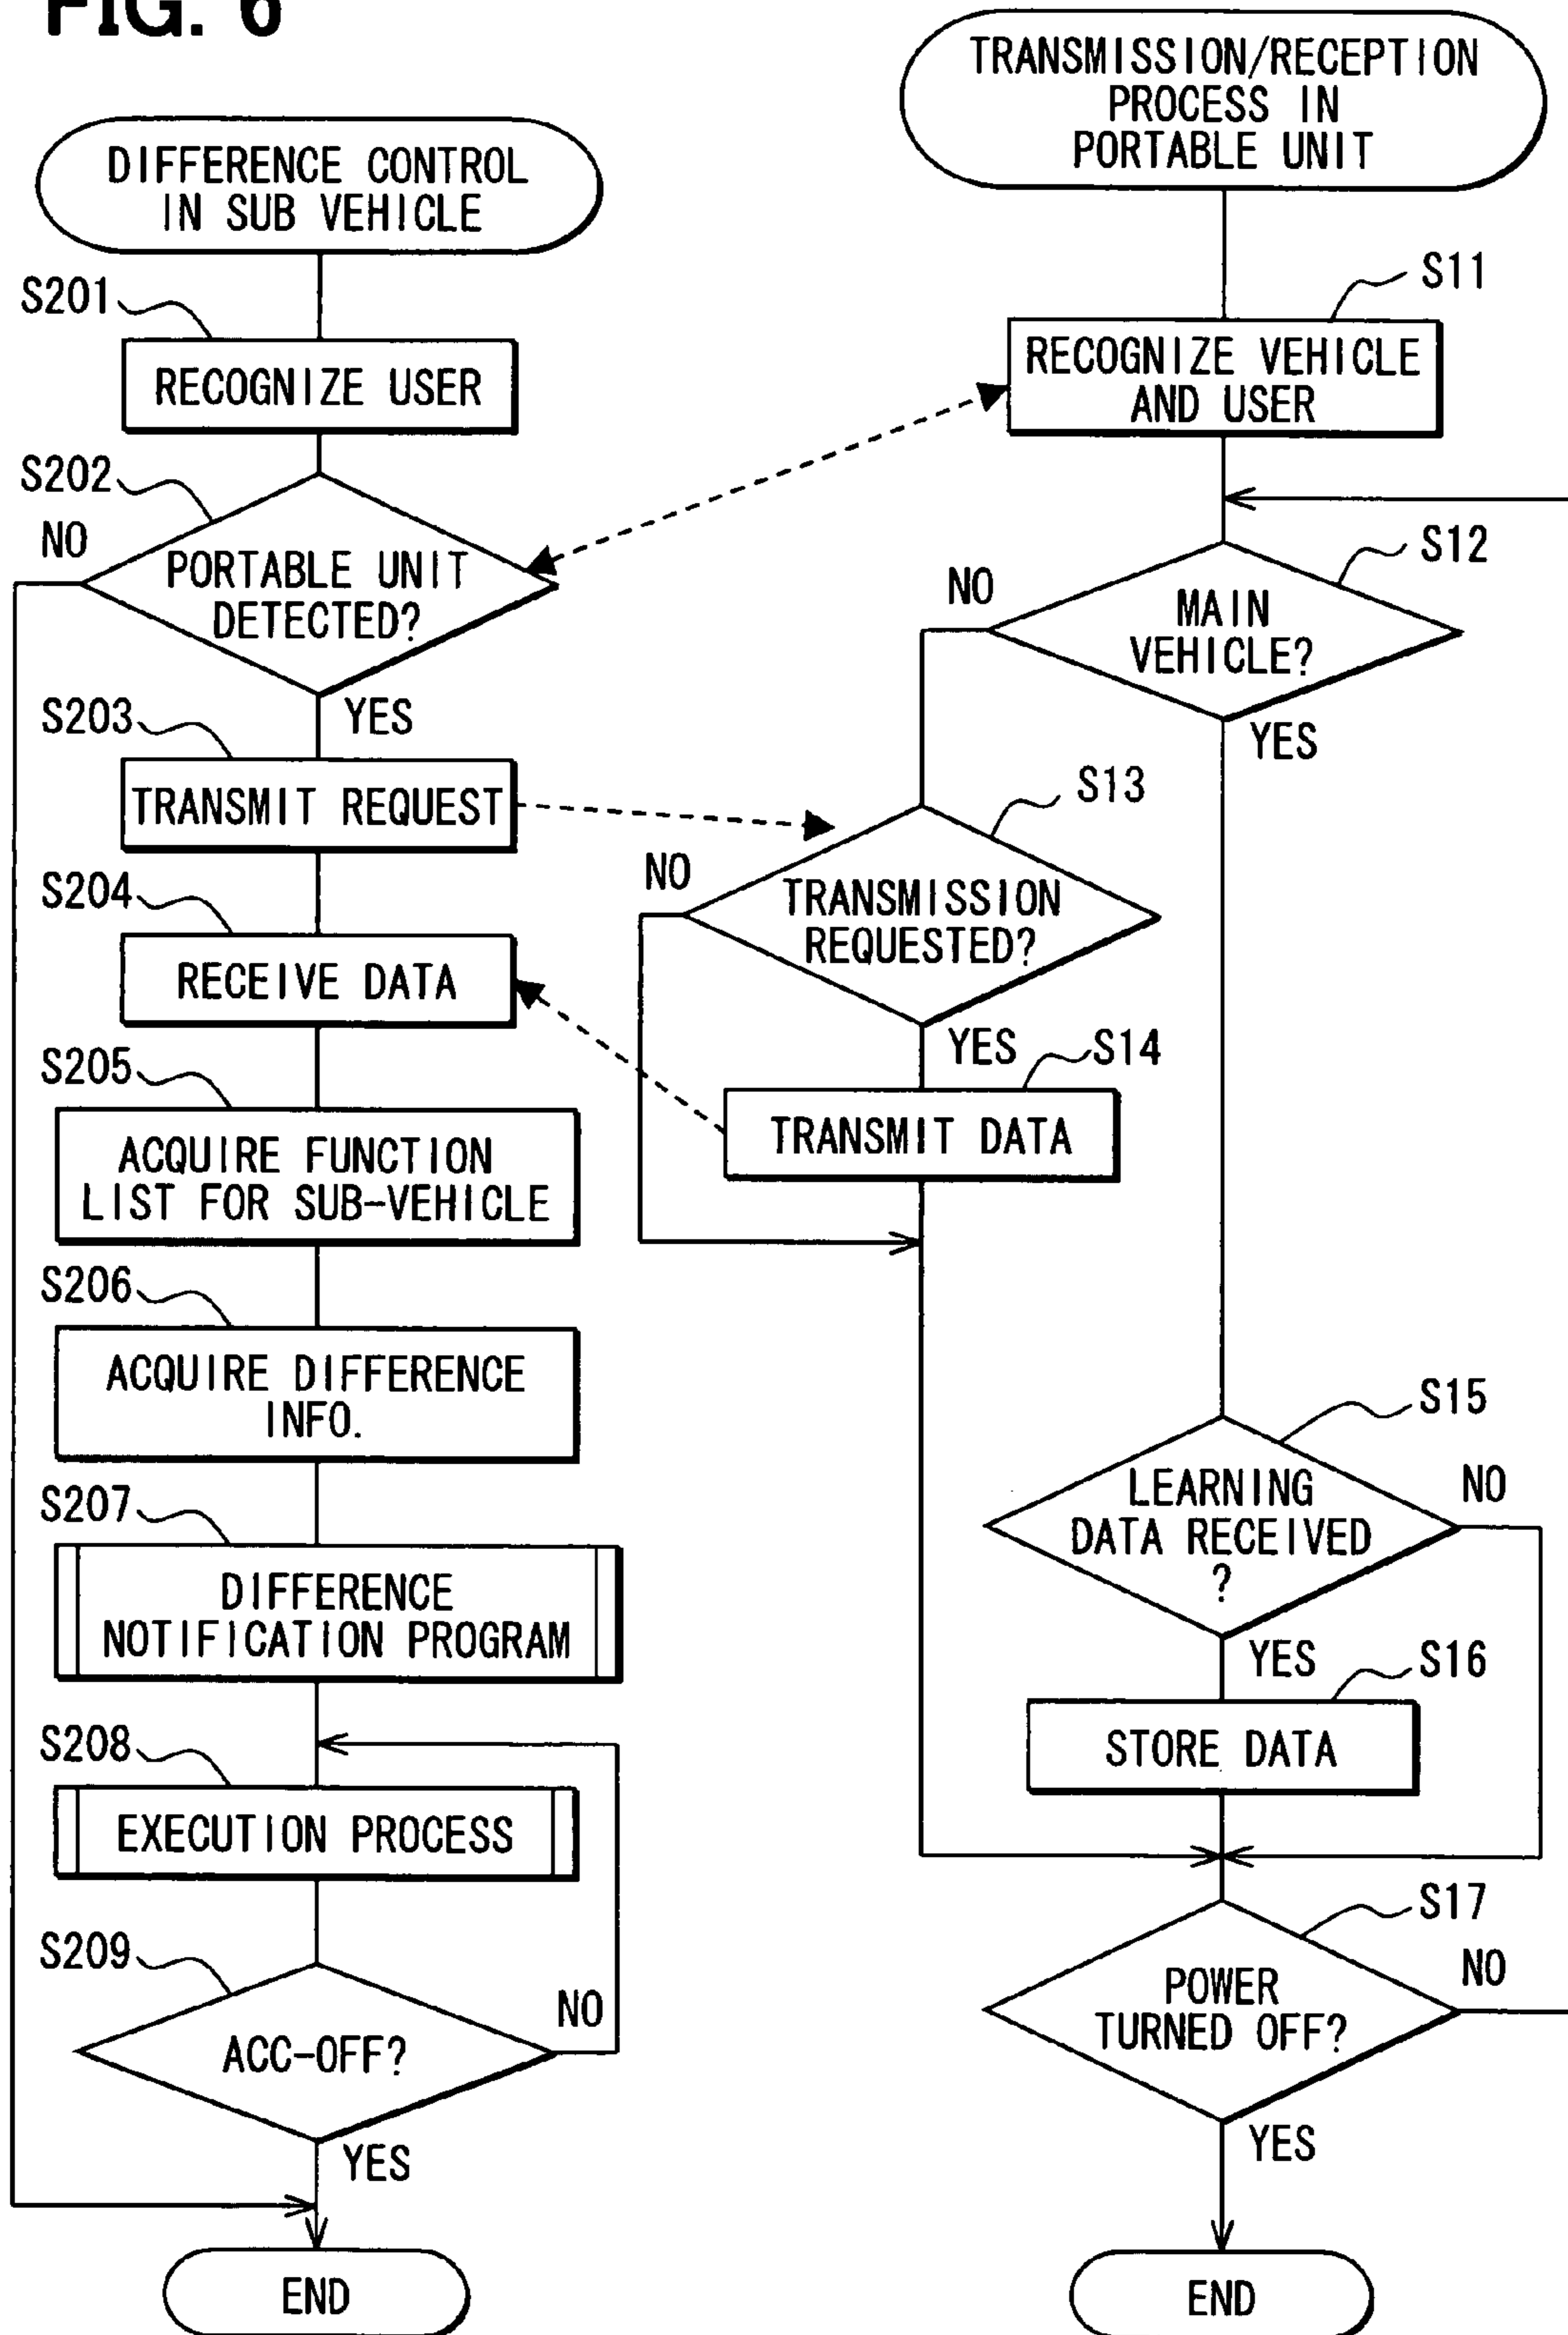 FIG. 6
DIFFERENCE CONTROL
IN SUB VEHICLE
S201
RECOGNIZE USER
S202
NO
PORTABLE UNIT
DETECTED?
YES
S203
TRANSMIT REQUEST
S204
RECEIVE DATA
S205
ACQUIRE FUNCTION
LIST FOR SUB-VEHICLE
S206
ACQUIRE DIFFERENCE
INFO.
S207
DIFFERENCE
NOTIFICATION PROGRAM
S208
EXECUTION PROCESS
S209
NO
ACC-OFF?
YES
END
TRANSMISSION/RECEPTION
PROCESS IN
PORTABLE UNIT
S11
RECOGNIZE VEHICLE
AND USER
S12
NO
MAIN
VEHICLE?
YES
S13
NO
TRANSMISSION
REQUESTED?
YES
S14
TRANSMIT DATA
S15
LEARNING
DATA RECEIVED
?
NO
YES
S16
STORE DATA
S17
POWER
TURNED OFF?
NO
YES
END